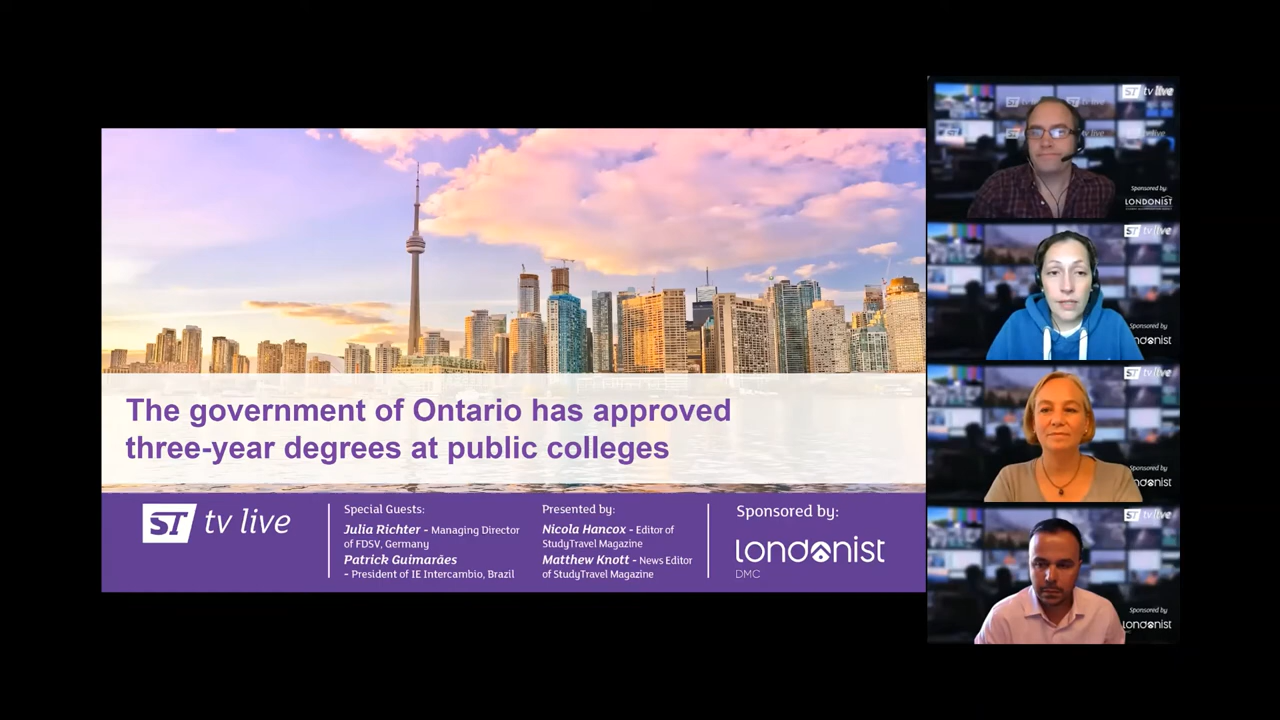 The government of Ontario has approved
three-year degrees at public colleges
ST tv live
Special Guests:
Julia Richter - Managing Director
of FDSV, Germany
Patrick Guimarães
- President of IE Intercambio, Brazil
Presented by:
Nicola Hancox - Editor of
StudyTravel Magazine
Matthew Knott - News Editor
of StudyTravel Magazine
Sponsored by:
londonist
DMC
ST tv live
Sponsored by:
LONDONIST
ST tv live
Sponsored by
londonist
ST tv live
Sponsored by
londonist
ST tv live
Sponsored by
londonist